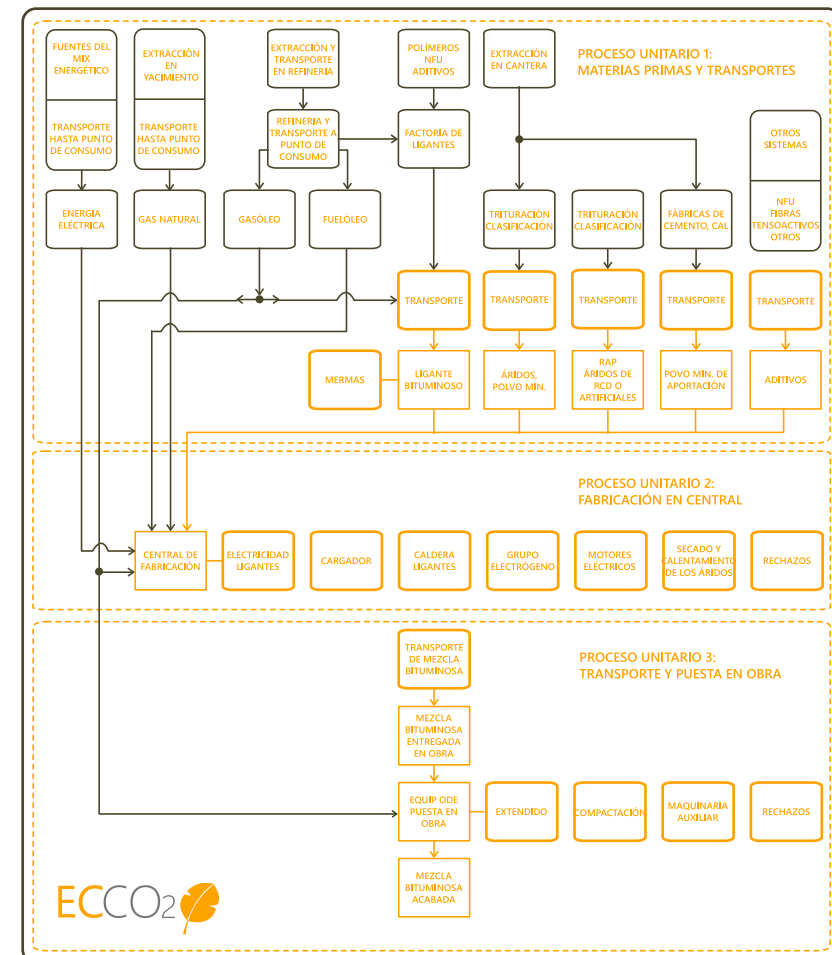 FUENTES DEL
MIX
ENERGÉTICO
TRANSPORTE
HASTA PUNTO
DE CONSUMO
EXTRACCIÓN
EN
YACIMIENTO
TRANSPORTE
HASTA PUNTO
DE CONSUMO
EXTRACCIÓN Y
TRANSPORTE
EN REFINERIA
POLÍMEROS
NFU
ADITIVOS
EXTRACCIÓN
EN CANTERA
PROCESO UNITARIO 1:
MATERIAS PRIMAS Y TRANSPORTES
REFINERIA Y
TRANSPORTE A
PUNTO DE
CONSUMO
FACTORÍA DE
LIGANTES
OTROS
SISTEMAS
NFU
FIBRAS
TENSOACTIVOS
OTROS
ENERGIA
ELÉCTRICA
GAS NATURAL
GASÓLEO
FUELÓLEO
TRITURACIÓN
CLASIFICACIÓN
TRITURACIÓN
CLASIFICACIÓN
FÁBRICAS DE
CEMENTO, CAL
TRANSPORTE
TRANSPORTE
TRANSPORTE
TRANSPORTE
TRANSPORTE
MERMAS
LIGANTE
BITUMINOSO
ÁRIDOS,
POLVO MIN.
RAP
ÁRIDOS DE
RCD O
ARTIFICIALES
POVO MIN. DE
APORTACIÓN
ADITIVOS
PROCESO UNITARIO 2:
FABRICACIÓN EN CENTRAL
CENTRAL DE
FABRICACIÓN
ELECTRICIDAD
LIGANTES
CARGADOR
CALDERA
LIGANTES
GRUPO
ELECTRÓGENO
MOTORES
ELÉCTRICOS
SECADO Y
CALENTAMIENTO
DE LOS ÁRIDOS
RECHAZOS
PROCESO UNITARIO 3:
TRANSPORTE Y PUESTA EN OBRA
TRANSPORTE
DE MEZCLA
BITUMINOSA
MEZCLA
BITUMINOSA
ENTREGADA
EN OBRA
EQUIP ODE
PUESTA EN
OBRA
EXTENDIDO
COMPACTACIÓN
MAQUINARIA
AUXILIAR
RECHAZOS
MEZCLA
BITUMINOSA
ACABADA
ECCO2